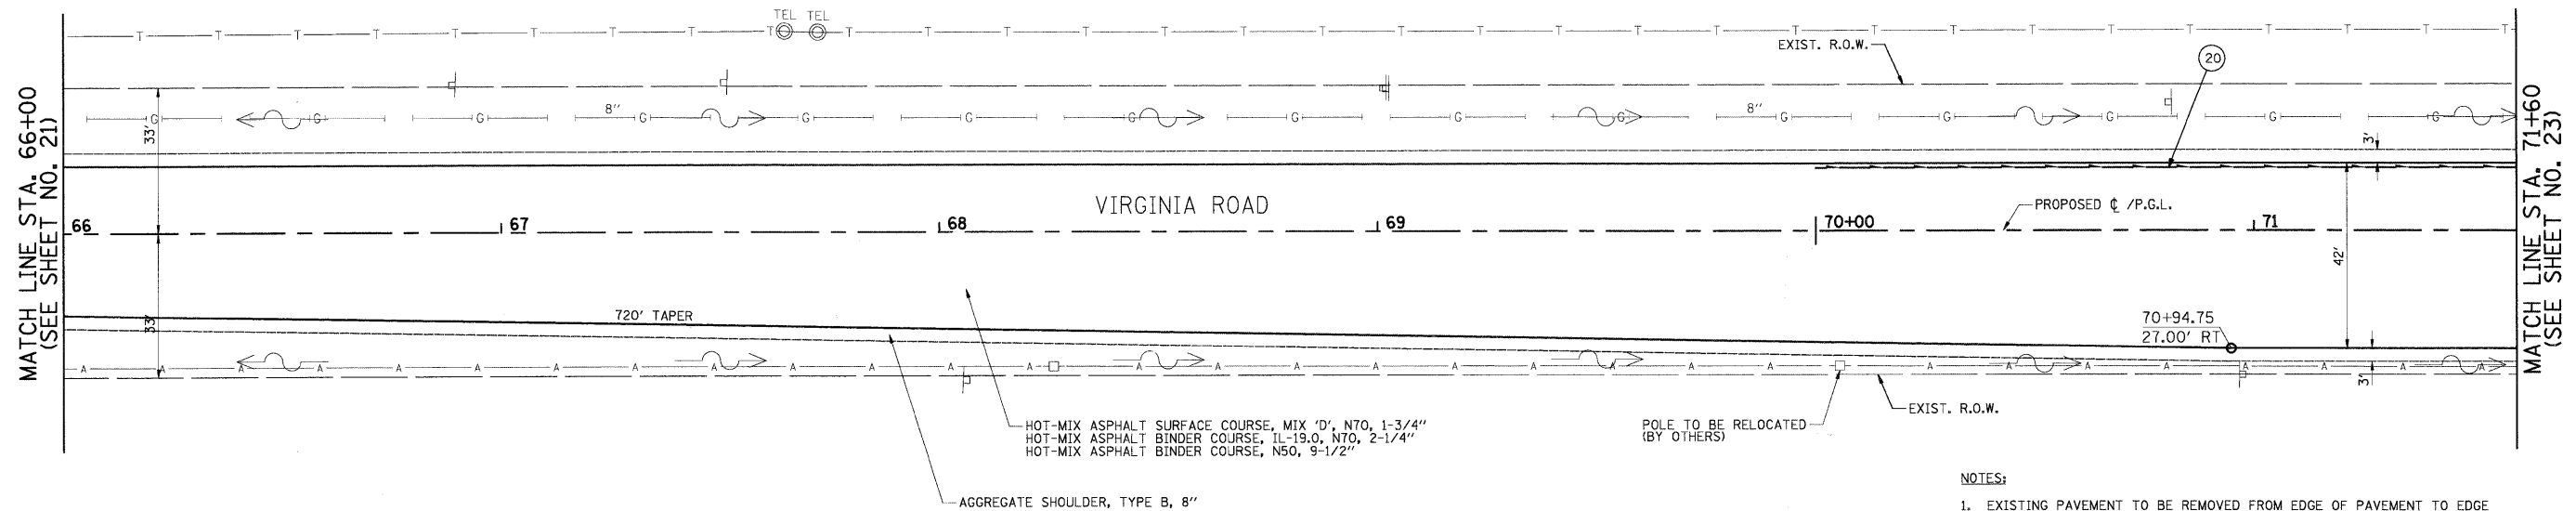 TEL TEL
T T T T T T T T T T T T T T T T T T
EXIST. R.O.W.
20
MATCH LINE STA. 66+00
(SEE SHEET NO. 21)
33'
G G 8" G G G G G G G 8" G G G G G
3'
MATCH LINE STA. 71+60
(SEE SHEET NO. 23)
VIRGINIA ROAD
PROPOSED ℄ /P.G.L.
66 67 68 69 70+00 71
42'
33'
720' TAPER
70+94.75
27.00' RT
A A A A A A A A A A A A A A A A A A A A A A A A A A A A A A
3'
EXIST. R.O.W.
HOT-MIX ASPHALT SURFACE COURSE, MIX 'D', N70, 1-3/4"
HOT-MIX ASPHALT BINDER COURSE, IL-19.0, N70, 2-1/4"
HOT-MIX ASPHALT BINDER COURSE, N50, 9-1/2"
POLE TO BE RELOCATED
(BY OTHERS)
AGGREGATE SHOULDER, TYPE B, 8"
NOTES:
1. EXISTING PAVEMENT TO BE REMOVED FROM EDGE OF PAVEMENT TO EDGE